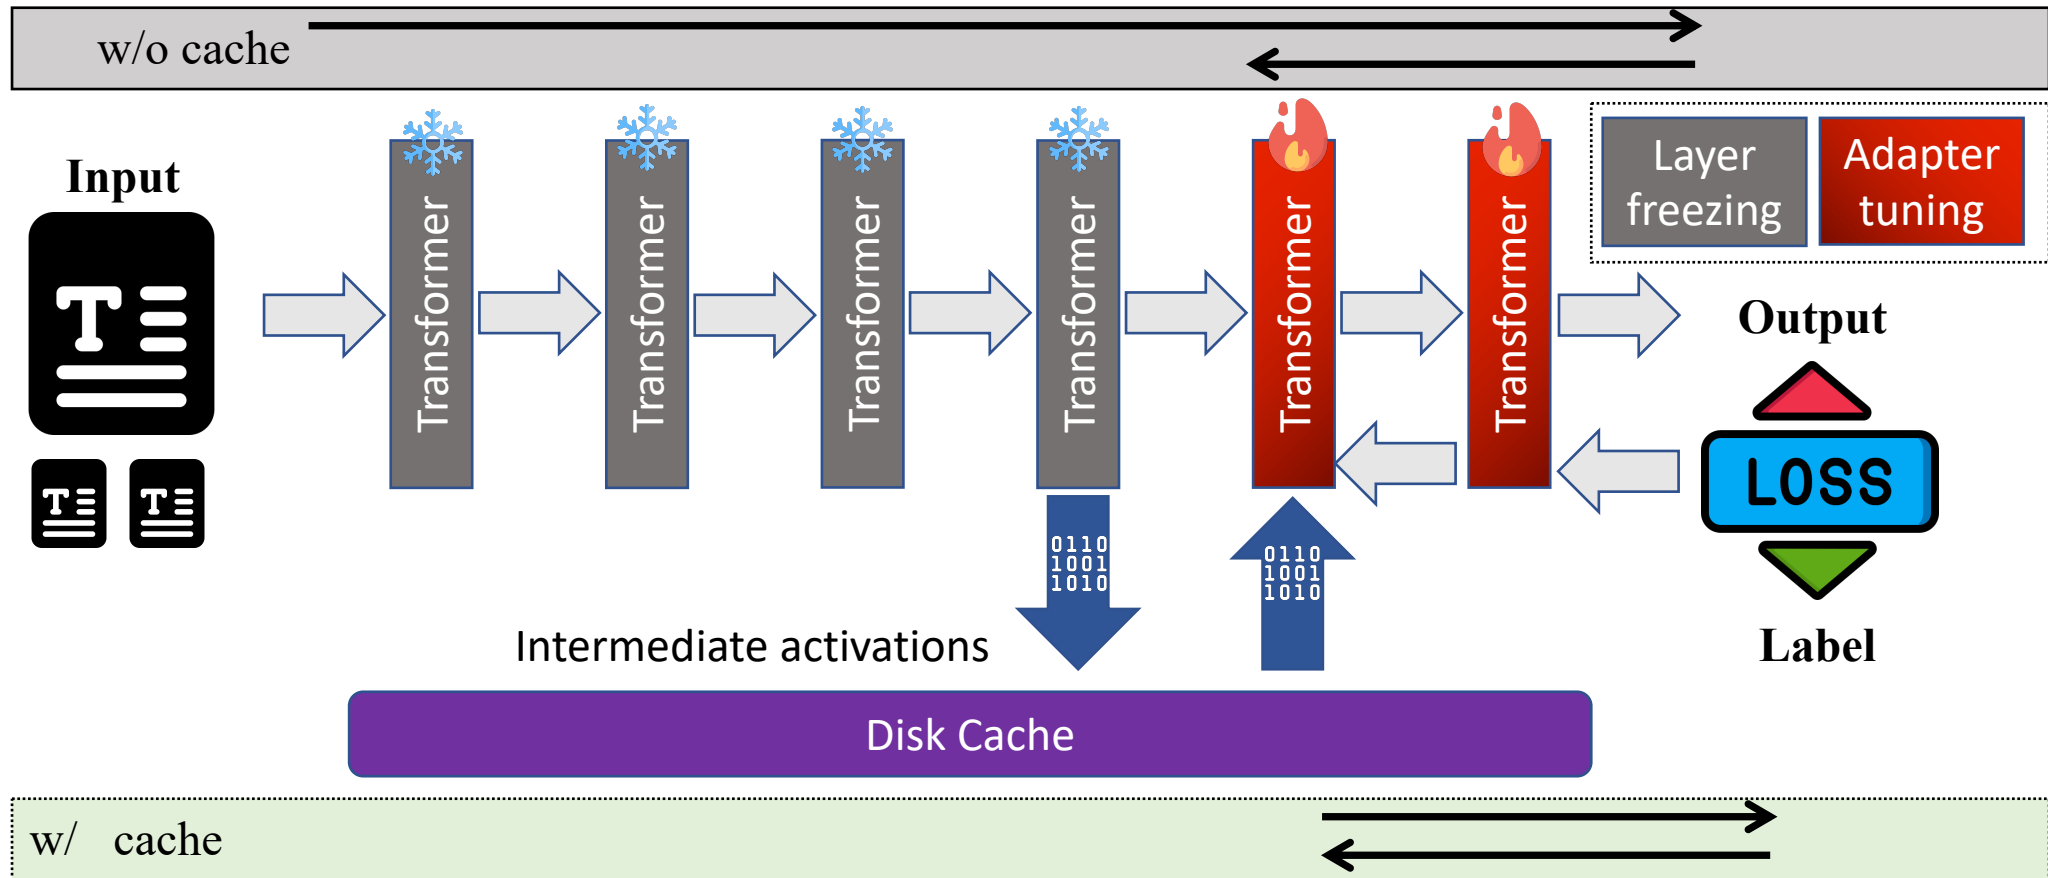 w/o cache
Input
T
T
T
Transformer
Transformer
Transformer
Transformer
Transformer
Transformer
Layer
freezing
Adapter
tuning
Output
LOSS
Label
0110
1001
1010
0110
1001
1010
Intermediate activations
Disk Cache
w/ cache